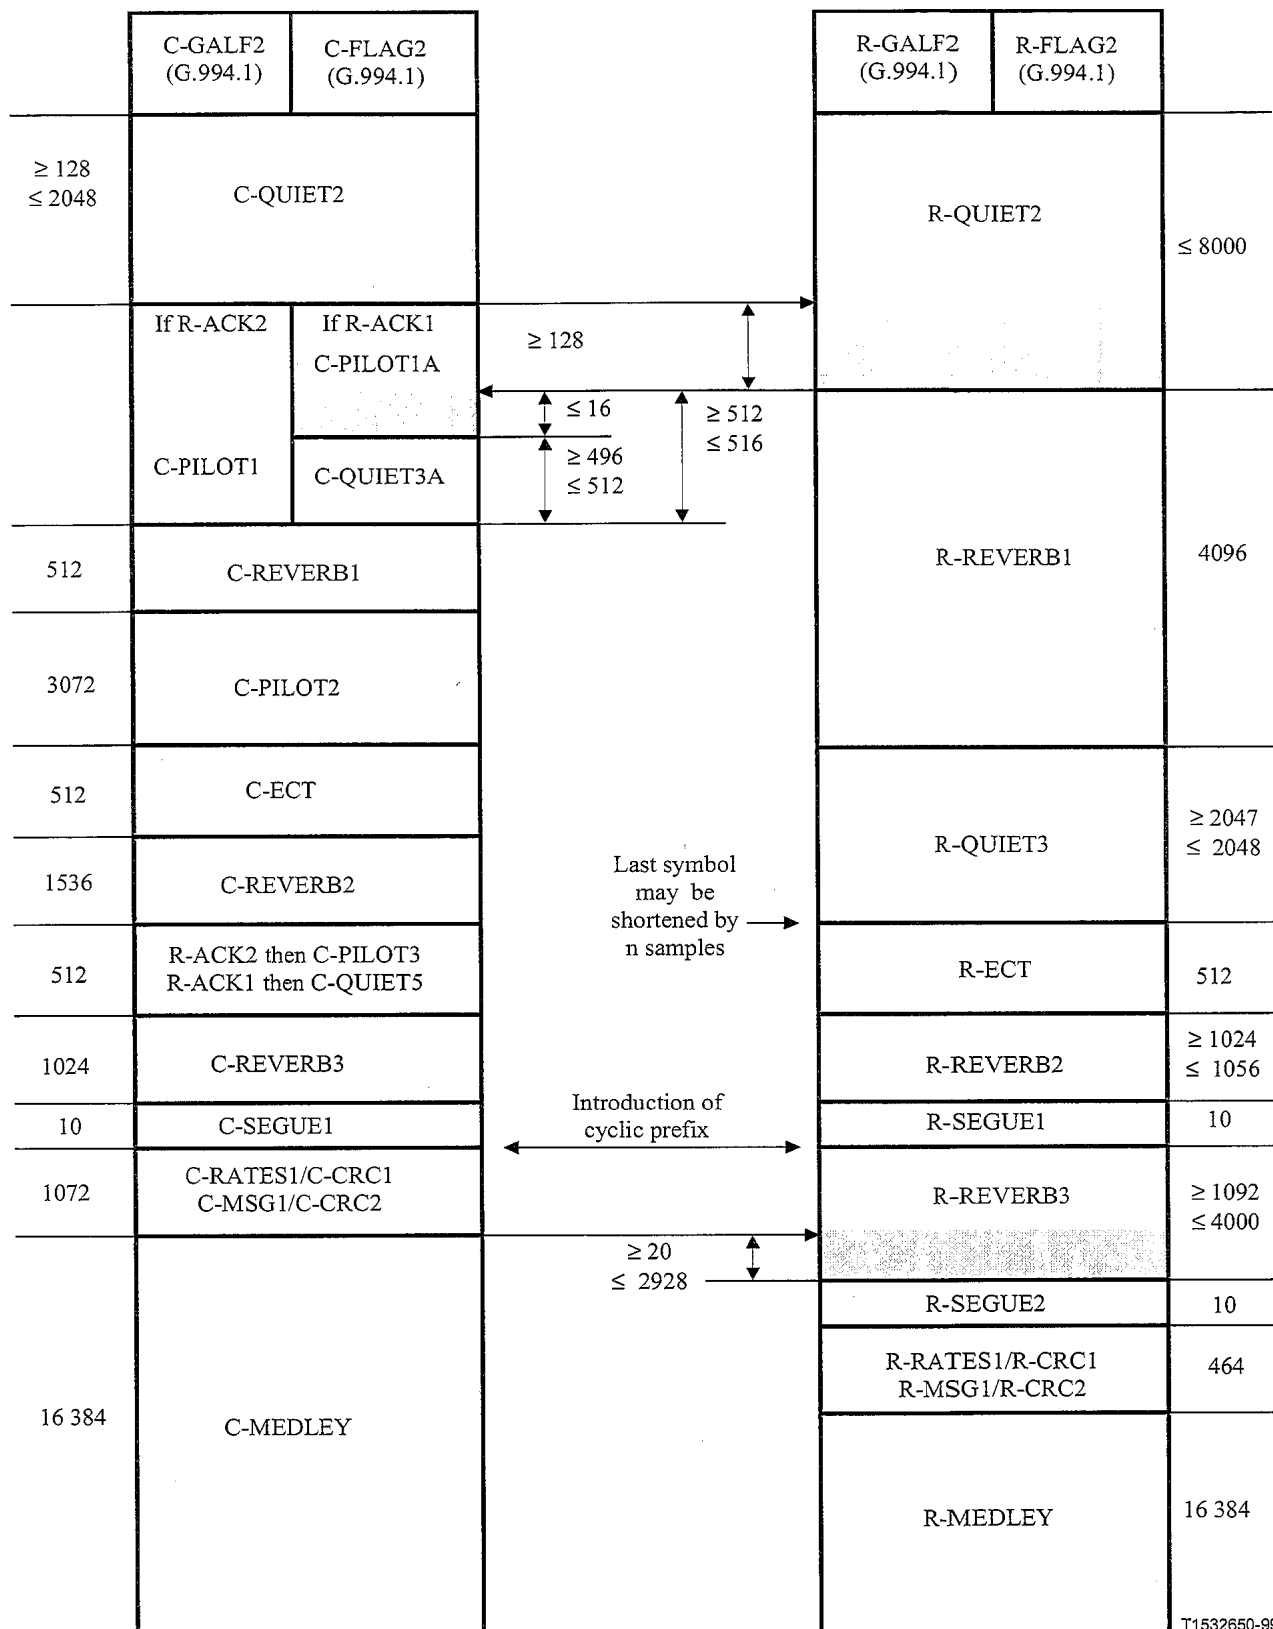 C-GALF2
(G.994.1)
C-FLAG2
(G.994.1)
R-GALF2
(G.994.1)
R-FLAG2
(G.994.1)
≥ 128
≤ 2048
C-QUIET2
R-QUIET2
≤ 8000
If R-ACK2
If R-ACK1
C-PILOT1A
≥ 128
≤ 16
≥ 512
≤ 516
C-PILOT1
C-QUIET3A
≥ 496
≤ 512
512
C-REVERB1
R-REVERB1
4096
3072
C-PILOT2
512
C-ECT
R-QUIET3
≥ 2047
≤ 2048
1536
C-REVERB2
Last symbol
may be
shortened by
n samples
512
R-ACK2 then C-PILOT3
R-ACK1 then C-QUIET5
R-ECT
512
1024
C-REVERB3
R-REVERB2
≥ 1024
≤ 1056
10
C-SEGUE1
Introduction of
cyclic prefix
R-SEGUE1
10
1072
C-RATES1/C-CRC1
C-MSG1/C-CRC2
R-REVERB3
≥ 1092
≤ 4000
≥ 20
≤ 2928
R-SEGUE2
10
R-RATES1/R-CRC1
R-MSG1/R-CRC2
464
16 384
C-MEDLEY
R-MEDLEY
16 384
T1532650-99